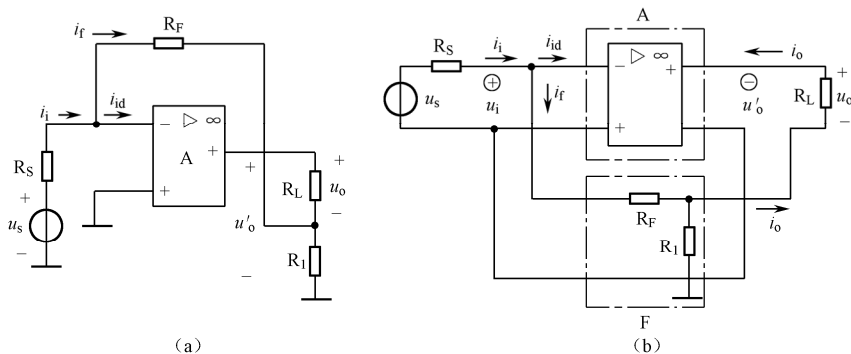 i_f R_F
i_i i_id
− ▷ ∞
A
+
+
R_S
+
u_s
−
+
+
R_L u_o
u'_o −
R_1
−
(a)
A
R_S i_i i_id
− ▷ ∞
+
+
i_o
⊕
u_i
i_f
⊖
u'_o
+
R_L u_o
−
u_s
R_F
i_o
R_1
F
(b)